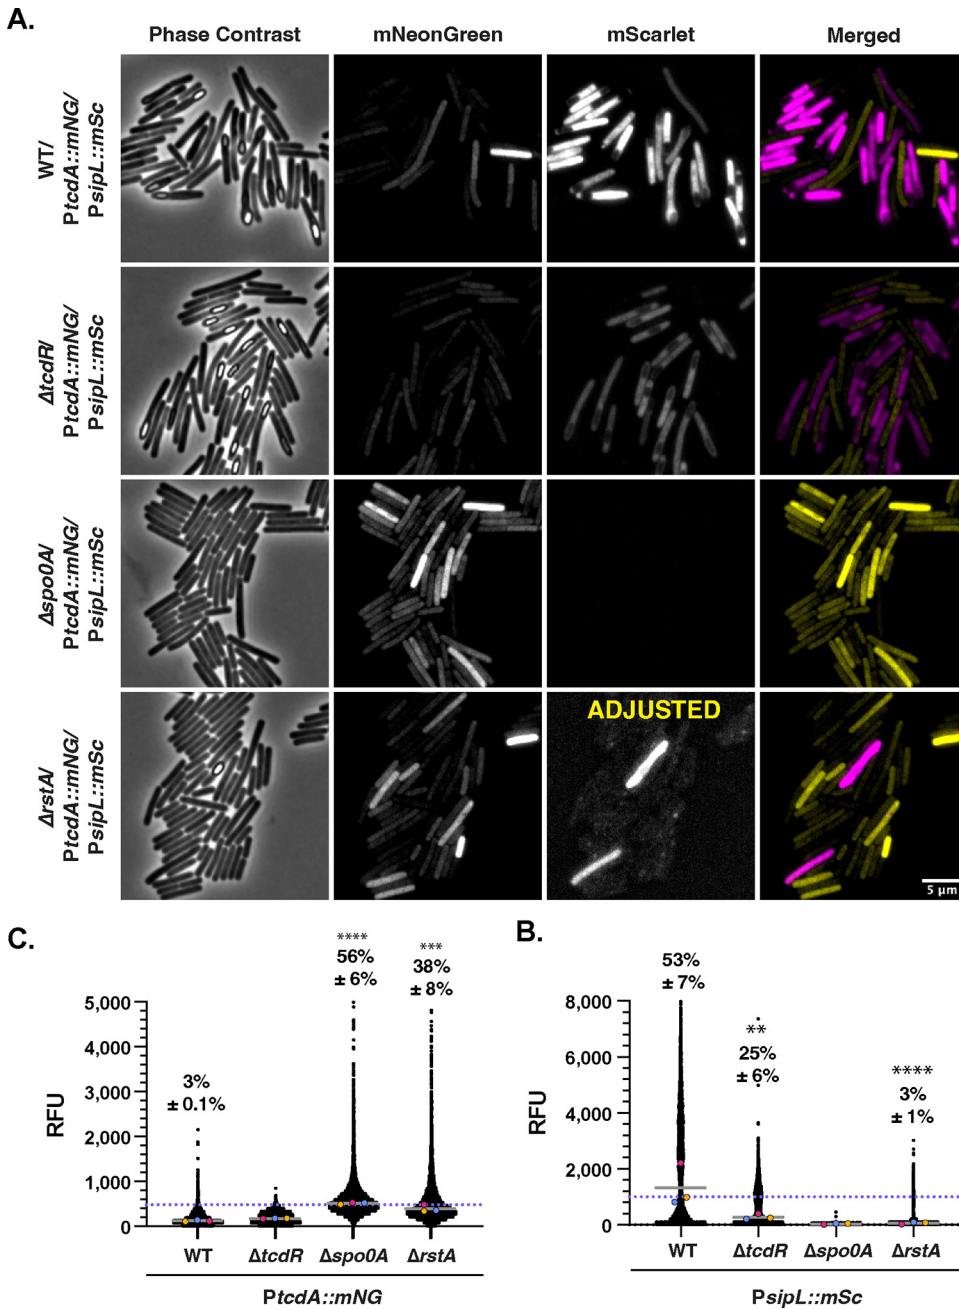 A.
Phase Contrast
mNeonGreen
mScarlet
Merged
WT/
PtcdA::mNG/
PsipL::mSc
ΔtcdR/
PtcdA::mNG/
PsipL::mSc
Δspo0A/
PtcdA::mNG/
PsipL::mSc
ΔrstA/
PtcdA::mNG/
PsipL::mSc
ADJUSTED
5 µm
C.
RFU
5,000
4,000
3,000
2,000
1,000
0
3%
± 0.1%
****
56%
± 6%
***
38%
± 8%
WT
ΔtcdR
Δspo0A
ΔrstA
PtcdA::mNG
B.
RFU
8,000
6,000
4,000
2,000
0
53%
± 7%
**
25%
± 6%
****
3%
± 1%
WT
ΔtcdR
Δspo0A
ΔrstA
PsipL::mSc